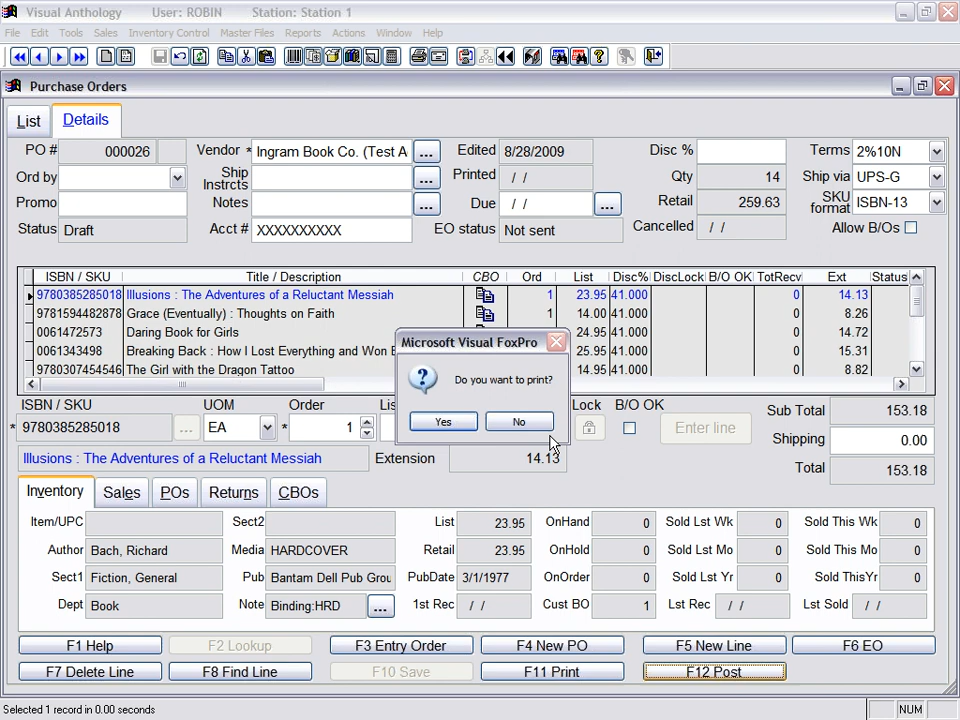 Visual Anthology User: ROBIN Station: Station 1
File Edit Tools Sales Inventory Control Master Files Reports Actions Window Help
Purchase Orders
List Details
PO # 000026 Vendor * Ingram Book Co. (Test A ... Edited 8/28/2009 Disc % Terms 2%10N
Ord by Ship Instrcts ... Printed / / Qty 14 Ship via UPS-G
Promo Notes ... Due / / ... Retail 259.63 SKU format ISBN-13
Status Draft Acct # XXXXXXXXXX EO status Not sent Cancelled / / Allow B/Os
ISBN / SKU Title / Description CBO Ord List Disc% DiscLock B/O OK TotRecv Ext Status
9780385285018 Illusions : The Adventures of a Reluctant Messiah 1 23.95 41.000 0 14.13
9781594482878 Grace (Eventually) : Thoughts on Faith 1 14.00 41.000 0 8.26
0061472573 Daring Book for Girls 24.95 41.000 0 14.72
0061343498 Breaking Back : How I Lost Everything and Won B 25.95 41.000 0 15.31
9780307454546 The Girl with the Dragon Tattoo 14.95 41.000 0 8.82
Microsoft Visual FoxPro
Do you want to print?
Yes No
ISBN / SKU UOM Order Lis Lock B/O OK Sub Total 153.18
* 9780385285018 ... EA * 1 Enter line Shipping 0.00
Illusions : The Adventures of a Reluctant Messiah Extension 14.13 Total 153.18
Inventory Sales POs Returns CBOs
Item/UPC Sect2 List 23.95 OnHand 0 Sold Lst Wk 0 Sold This Wk 0
Author Bach, Richard Media HARDCOVER Retail 23.95 OnHold 0 Sold Lst Mo 0 Sold This Mo 0
Sect1 Fiction, General Pub Bantam Dell Pub Grou PubDate 3/1/1977 OnOrder 0 Sold Lst Yr 0 Sold ThisYr 0
Dept Book Note Binding:HRD ... 1st Rec / / Cust BO 1 Lst Rec / / Lst Sold / /
F1 Help F2 Lookup F3 Entry Order F4 New PO F5 New Line F6 EO
F7 Delete Line F8 Find Line F10 Save F11 Print F12 Post
Selected 1 record in 0.00 seconds NUM